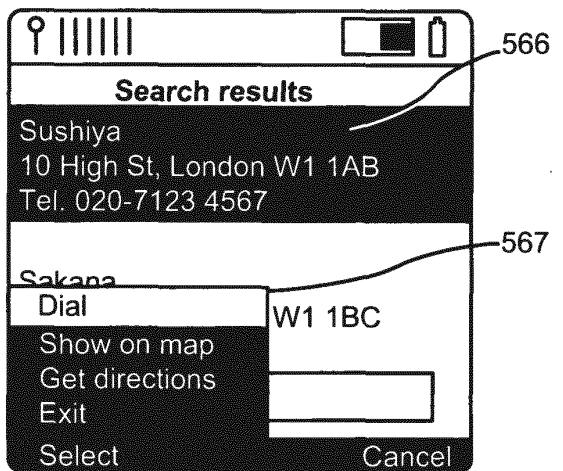 566
Search results
Sushiya
10 High St, London W1 1AB
Tel. 020-7123 4567
567
Sakana
Dial
W1 1BC
Show on map
Get directions
Exit
Select Cancel